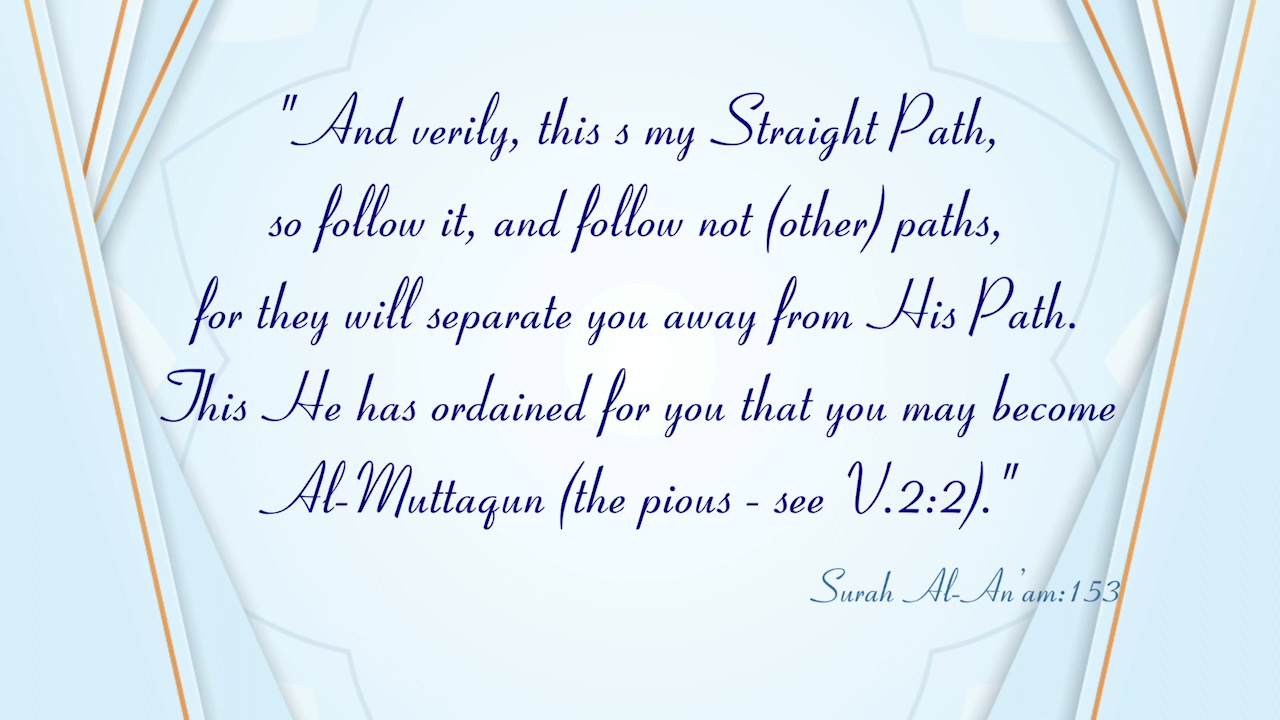 "And verily, this s my Straight Path,
so follow it, and follow not (other) paths,
for they will separate you away from His Path.
This He has ordained for you that you may become
Al-Muttaqun (the pious - see V.2:2)."
Surah Al-An'am:153